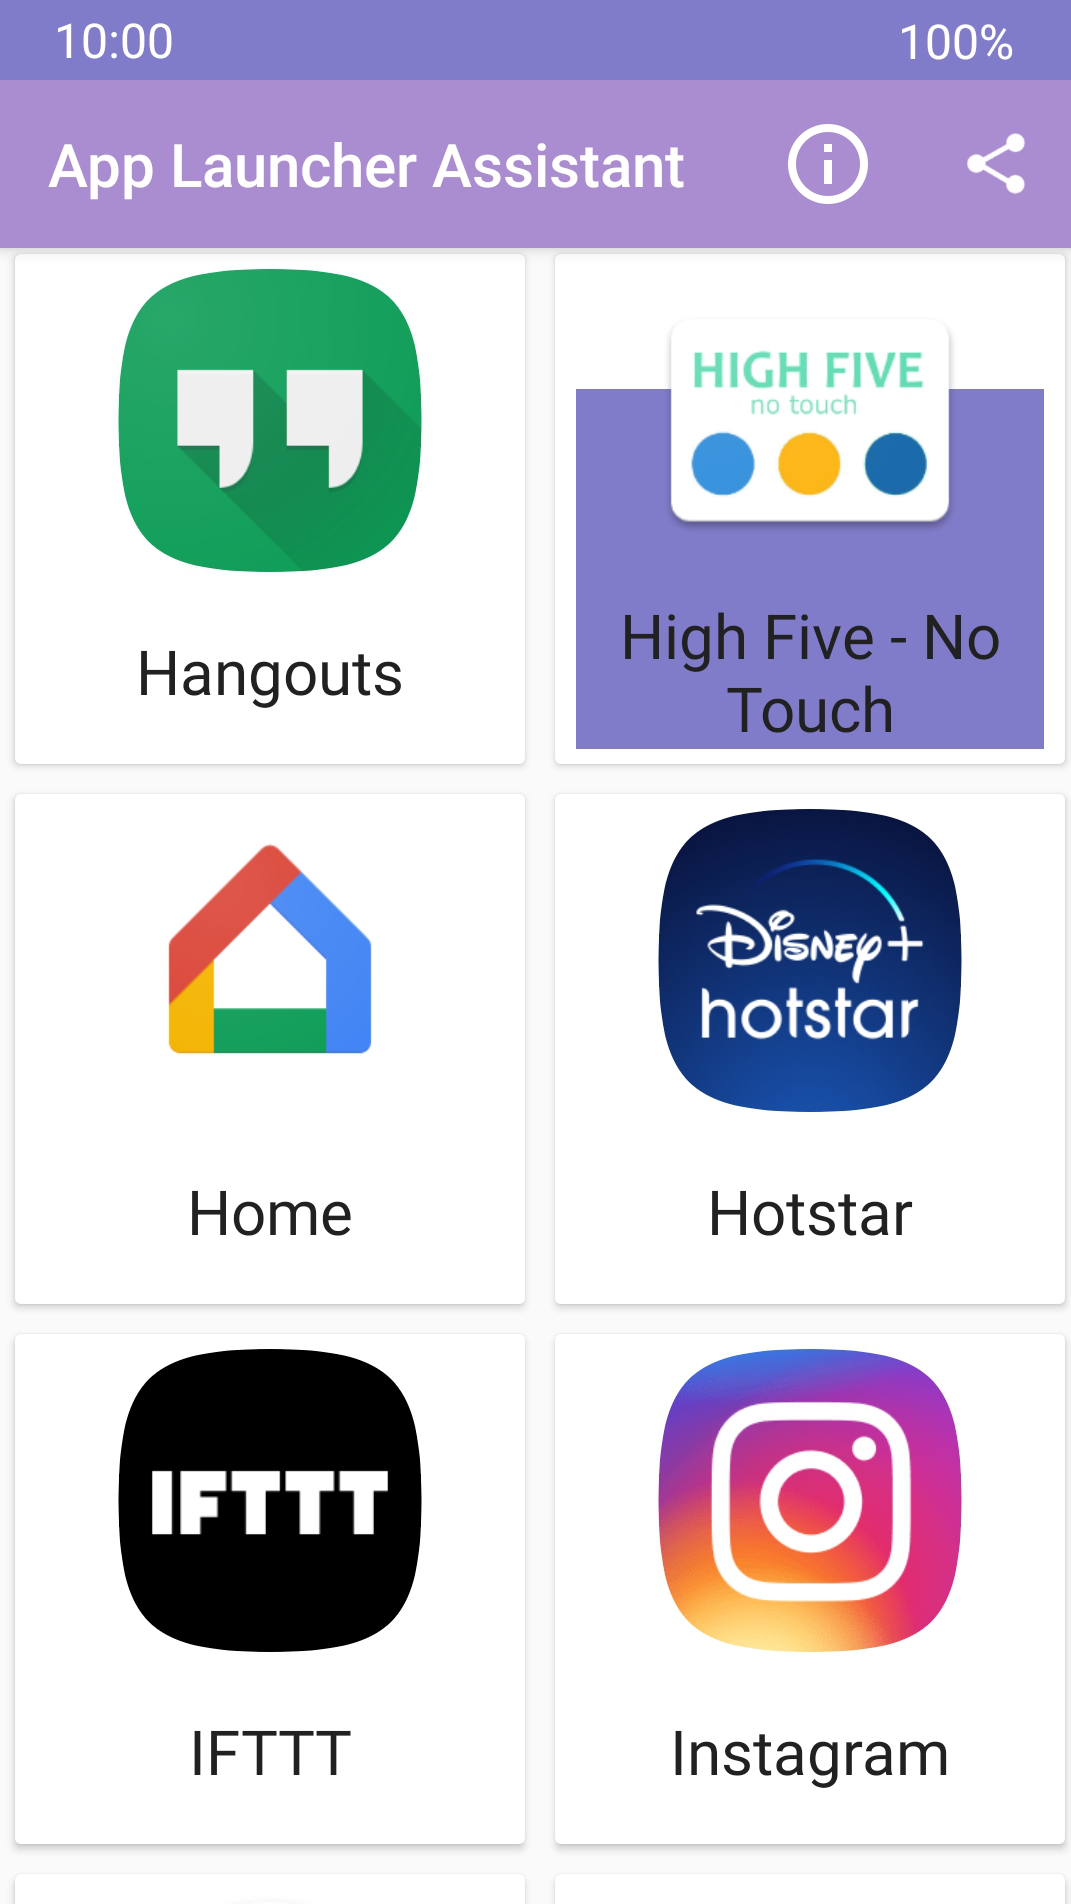 10:00
100%
App Launcher Assistant
Hangouts
HIGH FIVE
no touch
High Five - No
Touch
Home
Disney+
hotstar
Hotstar
IFTTT
IFTTT
Instagram